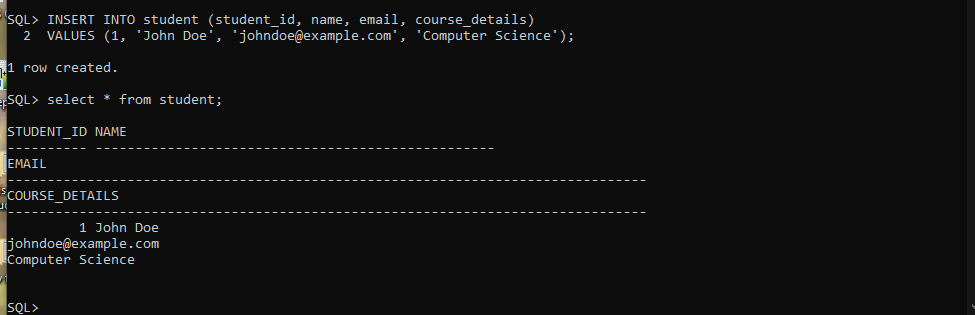 SQL> INSERT INTO student (student_id, name, email, course_details)
  2  VALUES (1, 'John Doe', 'johndoe@example.com', 'Computer Science');
1 row created.
SQL> select * from student;
STUDENT_ID NAME
---------- --------------------------------------------------
EMAIL
--------------------------------------------------------------------------------
COURSE_DETAILS
--------------------------------------------------------------------------------
         1 John Doe
johndoe@example.com
Computer Science
SQL>